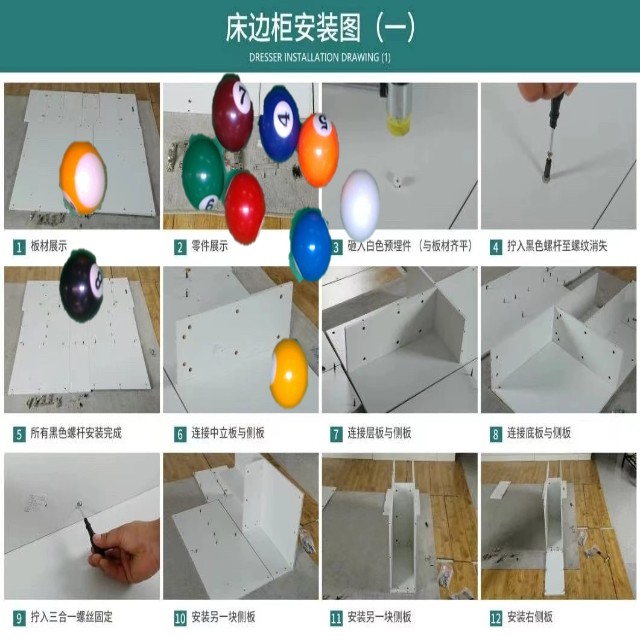 床边柜安装图（一）
DRESSER INSTALLATION DRAWING (1)
7
4
5
6
1 板材展示
2 零件展示
3 砸入白色预埋件（与板材齐平）
4 拧入黑色螺杆至螺纹消失
8
5 所有黑色螺杆安装完成
6 连接中立板与侧板
7 连接层板与侧板
8 连接底板与侧板
9 拧入三合一螺丝固定
10 安装另一块侧板
11 安装另一块侧板
12 安装右侧板